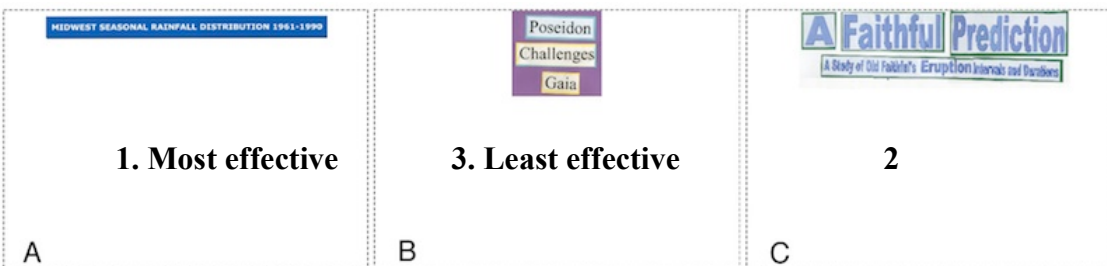 MIDWEST SEASONAL RAINFALL DISTRIBUTION 1961-1990
1. Most effective
A
Poseidon
Challenges
Gaia
3. Least effective
B
A Faithful Prediction
A Study of Old Faithful's Eruption Intervals and Durations
2
C